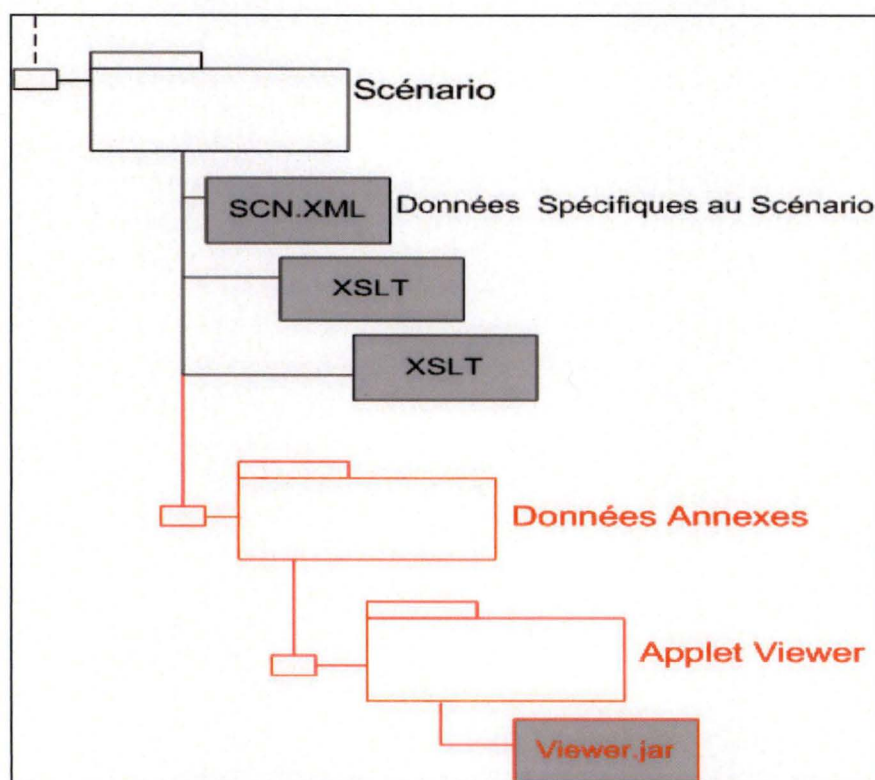 Scénario
SCN.XML Données Spécifiques au Scénario
XSLT
XSLT
Données Annexes
Applet Viewer
Viewer.jar